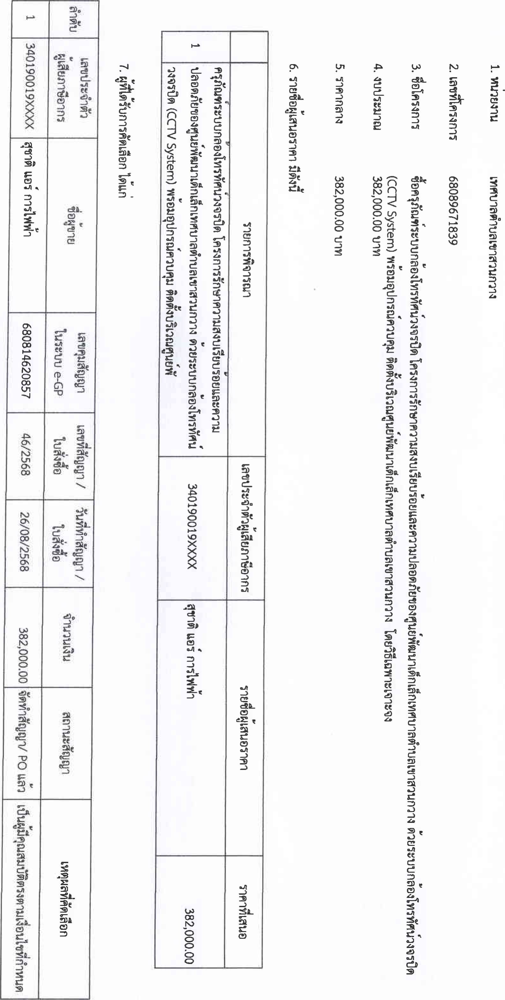 1. หน่วยงาน เทศบาลตำบลเขาสวนกวาง
2. เลขที่โครงการ 68089671839
3. ชื่อโครงการ ซื้อครุภัณฑ์ระบบกล้องโทรทัศน์วงจรปิด โครงการรักษาความสงบเรียบร้อยและความปลอดภัยของศูนย์พัฒนาเด็กเล็กเทศบาลตำบลเขาสวนกวาง ด้วยระบบกล้องโทรทัศน์วงจรปิด
(CCTV System) พร้อมอุปกรณ์ควบคุม ติดตั้งบริเวณศูนย์พัฒนาเด็กเล็กเทศบาลตำบลเขาสวนกวาง โดยวิธีเฉพาะเจาะจง
4. งบประมาณ 382,000.00 บาท
5. ราคากลาง 382,000.00 บาท
6. รายชื่อผู้เสนอราคา มีดังนี้
รายการพิจารณา เลขประจำตัวผู้เสียภาษีอากร รายชื่อผู้เสนอราคา ราคาที่เสนอ
ครุภัณฑ์ระบบกล้องโทรทัศน์วงจรปิด โครงการรักษาความสงบเรียบร้อยและความ
1 ปลอดภัยของศูนย์พัฒนาเด็กเล็กเทศบาลตำบลเขาสวนกวาง ด้วยระบบกล้องโทรทัศน์ 340190019XXXX สุชาติ แอร์ การไฟฟ้า 382,000.00
วงจรปิด (CCTV System) พร้อมอุปกรณ์ควบคุม ติดตั้งบริเวณศูนย์พั
7. ผู้ที่ได้รับการคัดเลือก ได้แก่
ลำดับ เลขประจำตัว ชื่อผู้ขาย เลขคุมสัญญา เลขที่สัญญา / วันที่ทำสัญญา / จำนวนเงิน สถานะสัญญา เหตุผลที่คัดเลือก
ผู้เสียภาษีอากร ในระบบ e-GP ใบสั่งซื้อ ใบสั่งซื้อ
1 340190019XXXX สุชาติ แอร์ การไฟฟ้า 680814620857 46/2568 26/08/2568 382,000.00 จัดทำสัญญา/ PO แล้ว เป็นผู้มีคุณสมบัติตรงตามเงื่อนไขที่กำหนด